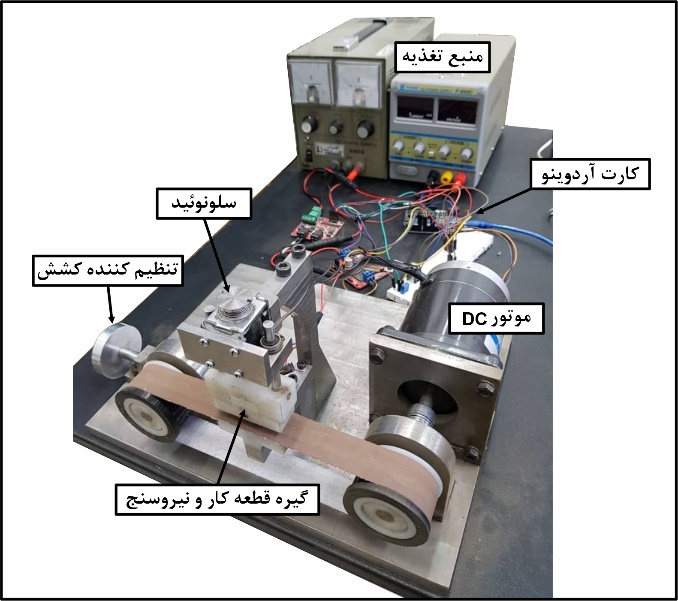 منبع تغذیه
کارت آردوینو
سلونوئید
تنظیم کننده کشش
موتور DC
گیره قطعه کار و نیروسنج